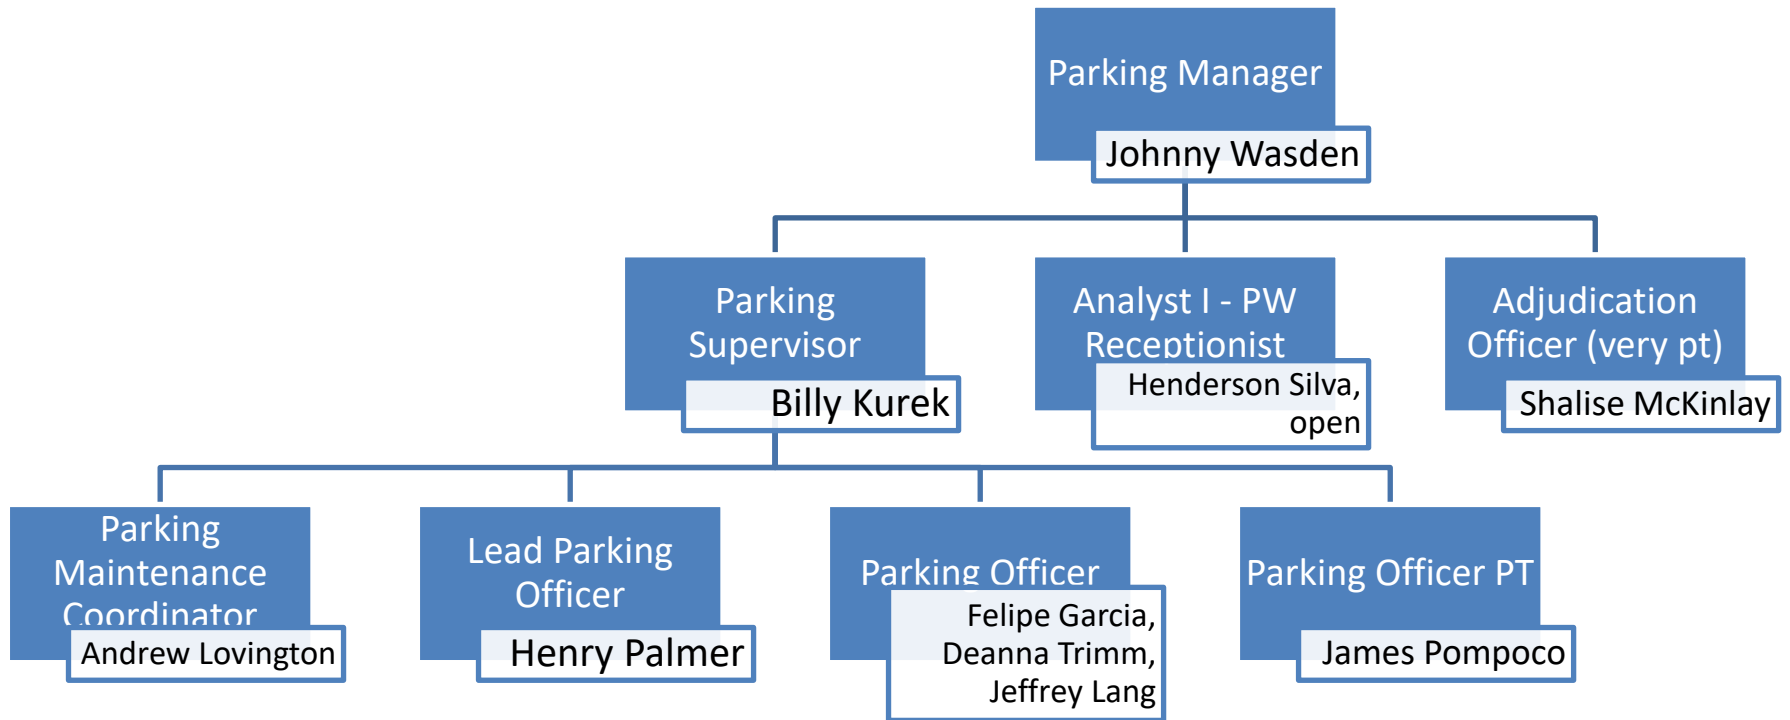 Parking Manager
Johnny Wasden
Parking
Supervisor
Billy Kurek
Analyst I - PW
Receptionist
Henderson Silva,
open
Adjudication
Officer (very pt)
Shalise McKinlay
Parking
Maintenance
Coordinator
Andrew Lovington
Lead Parking
Officer
Henry Palmer
Parking Officer
Felipe Garcia,
Deanna Trimm,
Jeffrey Lang
Parking Officer PT
James Pompoco